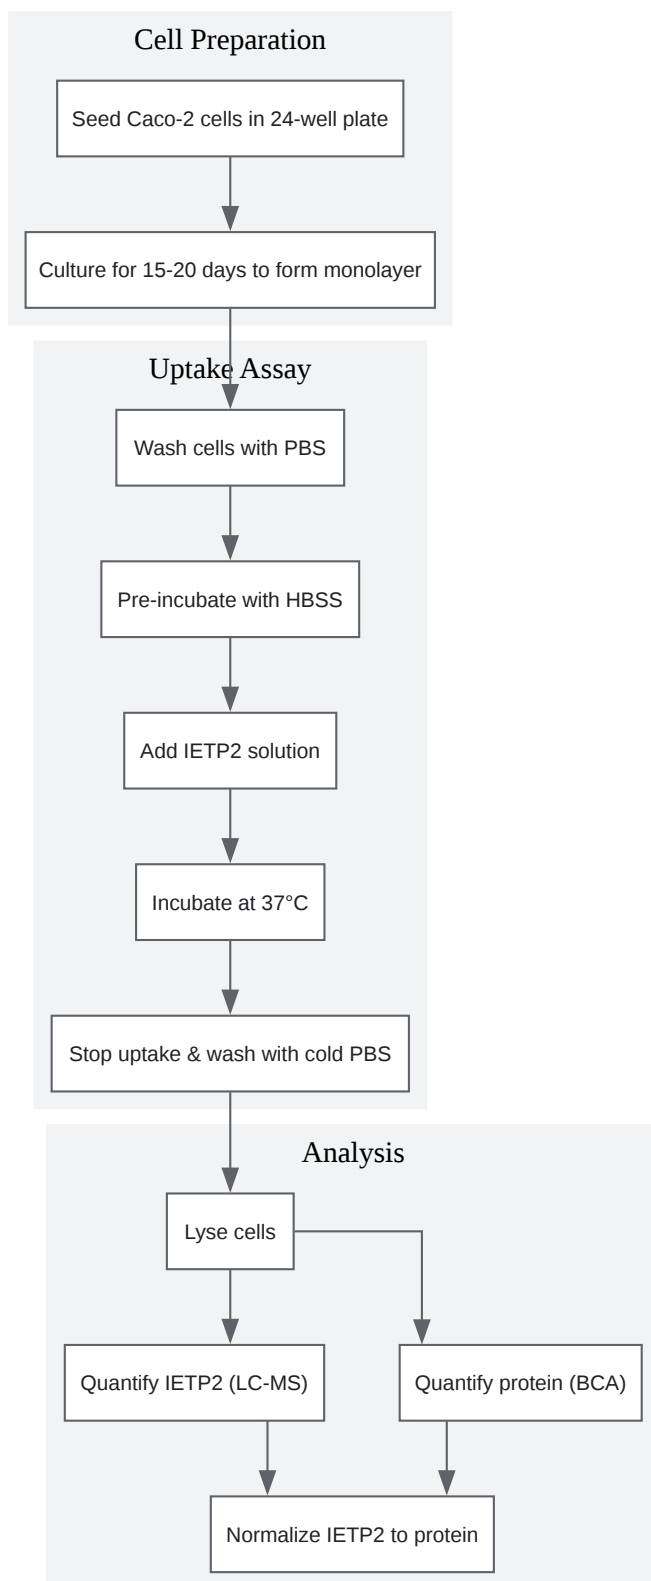 Cell Preparation
Seed Caco-2 cells in 24-well plate
Culture for 15-20 days to form monolayer
Uptake Assay
Wash cells with PBS
Pre-incubate with HBSS
Add IETP2 solution
Incubate at 37°C
Stop uptake & wash with cold PBS
Analysis
Lyse cells
Quantify IETP2 (LC-MS)
Quantify protein (BCA)
Normalize IETP2 to protein